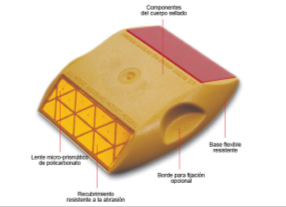 Componentes
del cuerpo sellado
Base flexible
resistente
Lente micro-prismático
de policarbonato
Borde para fijación
opcional
Recubrimiento
resistente a la abrasión